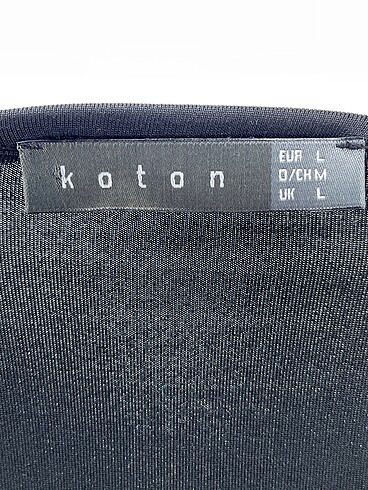 koton
EUR L
D/CH M
UK L